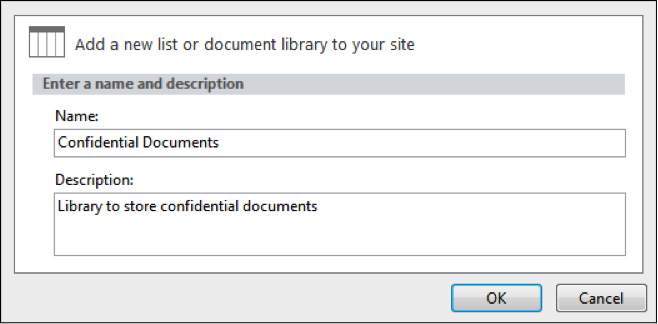 Add a new list or document library to your site
Enter a name and description
Name:
Confidential Documents
Description:
Library to store confidential documents
OK
Cancel